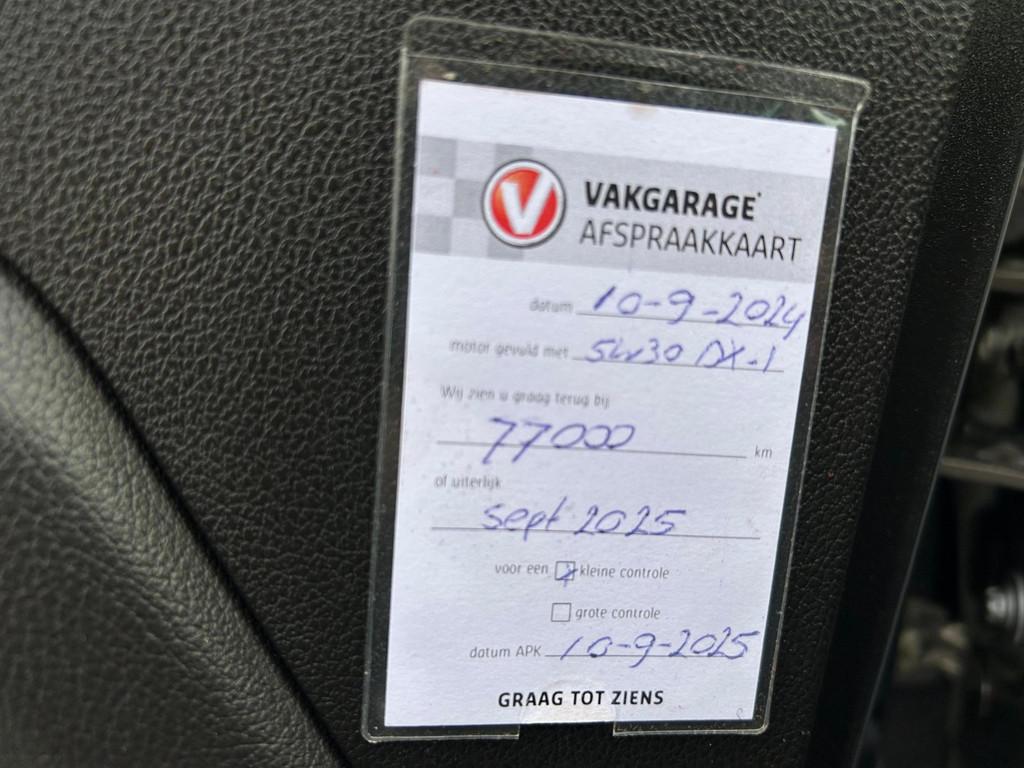 V
VAKGARAGE
AFSPRAAKKAART
datum 10-9-2024
motor gevuld met 5W30 DX-1
Wij zien u graag terug bij
77000 km
of uiterlijk
sept 2025
voor een kleine controle
grote controle
datum APK 10-9-2025
GRAAG TOT ZIENS